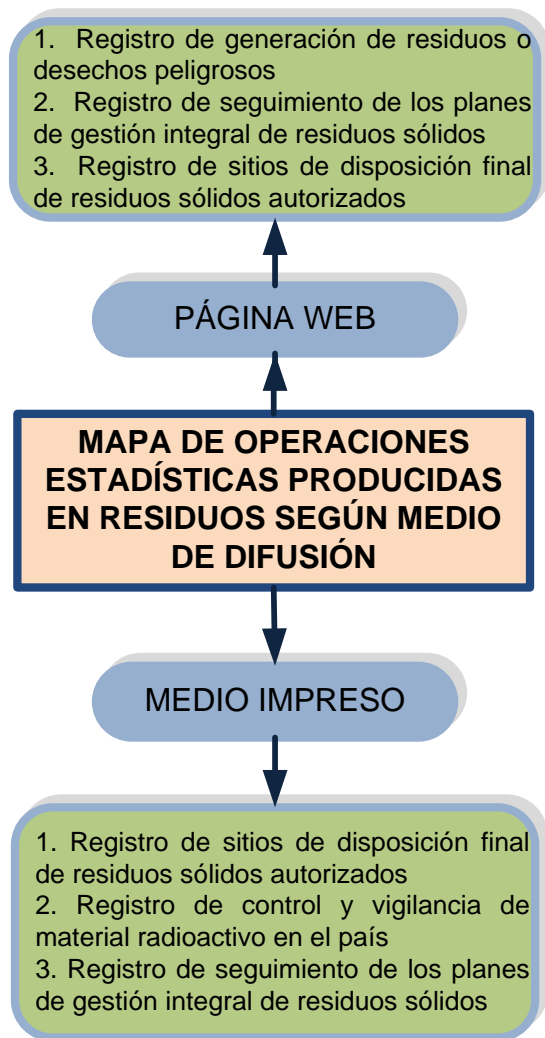 1. Registro de generación de residuos o
desechos peligrosos
2. Registro de seguimiento de los planes
de gestión integral de residuos sólidos
3. Registro de sitios de disposición final
de residuos sólidos autorizados
PÁGINA WEB
MAPA DE OPERACIONES
ESTADÍSTICAS PRODUCIDAS
EN RESIDUOS SEGÚN MEDIO
DE DIFUSIÓN
MEDIO IMPRESO
1. Registro de sitios de disposición final
de residuos sólidos autorizados
2. Registro de control y vigilancia de
material radioactivo en el país
3. Registro de seguimiento de los planes
de gestión integral de residuos sólidos